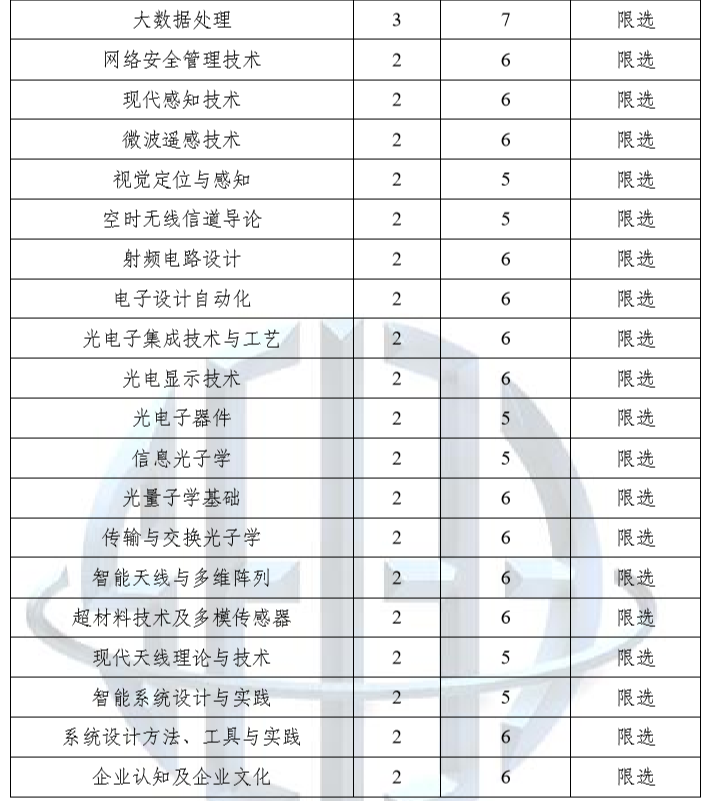 大数据处理 3 7 限选
网络安全管理技术 2 6 限选
现代感知技术 2 6 限选
微波遥感技术 2 6 限选
视觉定位与感知 2 5 限选
空时无线信道导论 2 5 限选
射频电路设计 2 6 限选
电子设计自动化 2 6 限选
光电子集成技术与工艺 2 6 限选
光电显示技术 2 6 限选
光电子器件 2 5 限选
信息光子学 2 5 限选
光量子学基础 2 6 限选
传输与交换光子学 2 6 限选
智能天线与多维阵列 2 6 限选
超材料技术及多模传感器 2 6 限选
现代天线理论与技术 2 5 限选
智能系统设计与实践 2 5 限选
系统设计方法、工具与实践 2 6 限选
企业认知及企业文化 2 6 限选